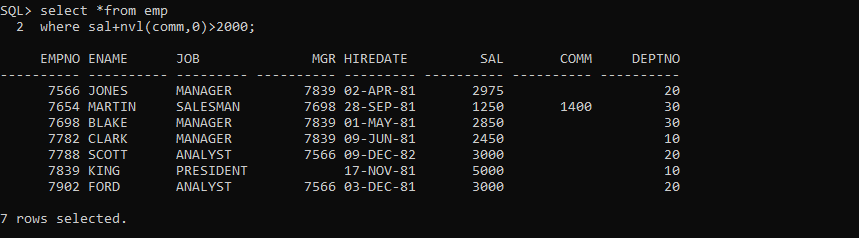 SQL> select *from emp
  2  where sal+nvl(comm,0)>2000;
     EMPNO ENAME      JOB              MGR HIREDATE         SAL       COMM     DEPTNO
---------- ---------- --------- ---------- --------- ---------- ---------- ----------
      7566 JONES      MANAGER         7839 02-APR-81       2975                    20
      7654 MARTIN     SALESMAN        7698 28-SEP-81       1250       1400         30
      7698 BLAKE      MANAGER         7839 01-MAY-81       2850                    30
      7782 CLARK      MANAGER         7839 09-JUN-81       2450                    10
      7788 SCOTT      ANALYST         7566 09-DEC-82       3000                    20
      7839 KING       PRESIDENT            17-NOV-81       5000                    10
      7902 FORD       ANALYST         7566 03-DEC-81       3000                    20
7 rows selected.